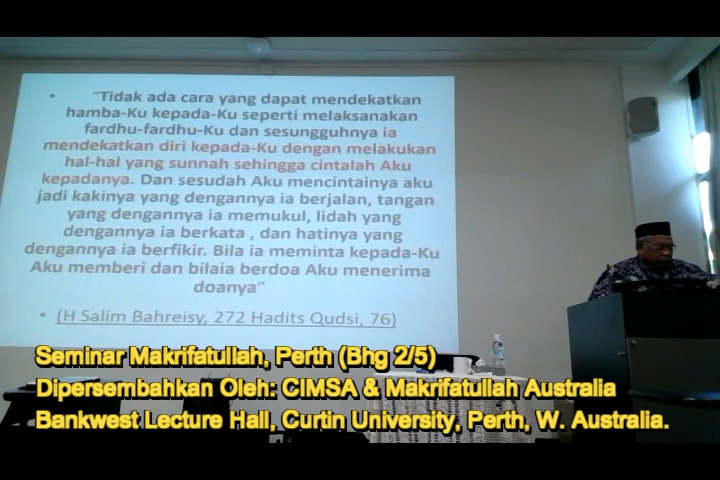 • "Tidak ada cara yang dapat mendekatkan
hamba-Ku kepada-Ku seperti melaksanakan
fardhu-fardhu-Ku dan sesungguhnya ia
mendekatkan diri kepada-Ku dengan melakukan
hal-hal yang sunnah sehingga cintalah Aku
kepadanya. Dan sesudah Aku mencintainya aku
jadi kakinya yang dengannya ia berjalan, tangan
yang dengannya ia memukul, lidah yang
dengannya ia berkata , dan hatinya yang
dengannya ia berfikir. Bila ia meminta kepada-Ku
Aku memberi dan bilaia berdoa Aku menerima
doanya"
• (H Salim Bahreisy, 272 Hadits Qudsi, 76)
Seminar Makrifatullah, Perth (Bhg 2/5)
Dipersembahkan Oleh: CIMSA & Makrifatullah Australia
Bankwest Lecture Hall, Curtin University, Perth, W. Australia.